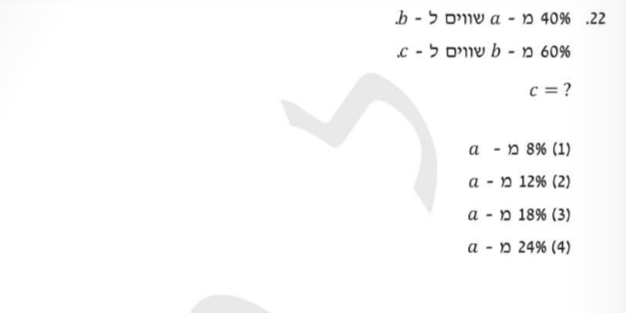 22. 40% מ - a שווים ל - b.
60% מ - b שווים ל - c.
c = ?
(1) 8% מ - a
(2) 12% מ - a
(3) 18% מ - a
(4) 24% מ - a